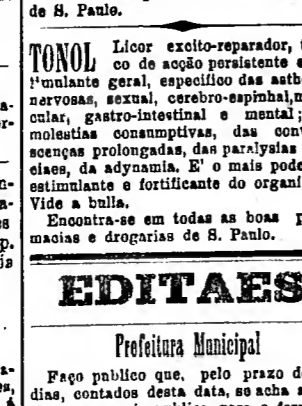 de S. Paulo.
TONOL Licor excito-reparador,
co de acção persistente e
mulante geral, especifico das asth
nervosas, sexual, cerebro-espinhal,
cular, gastro-intestinal e mental;
molestias consumptivas, das con
scenças prolongadas, das paralysias
ciaes, da adynamia. E' o mais pode
estimulante e fortificante do organi
Vide a bulla.
Encontra-se em todas as boas p
macias e drogarias de S. Paulo.
EDITAES
Prefeitura Municipal
Faço publico que, pelo prazo d
dias, contados desta data, se acha